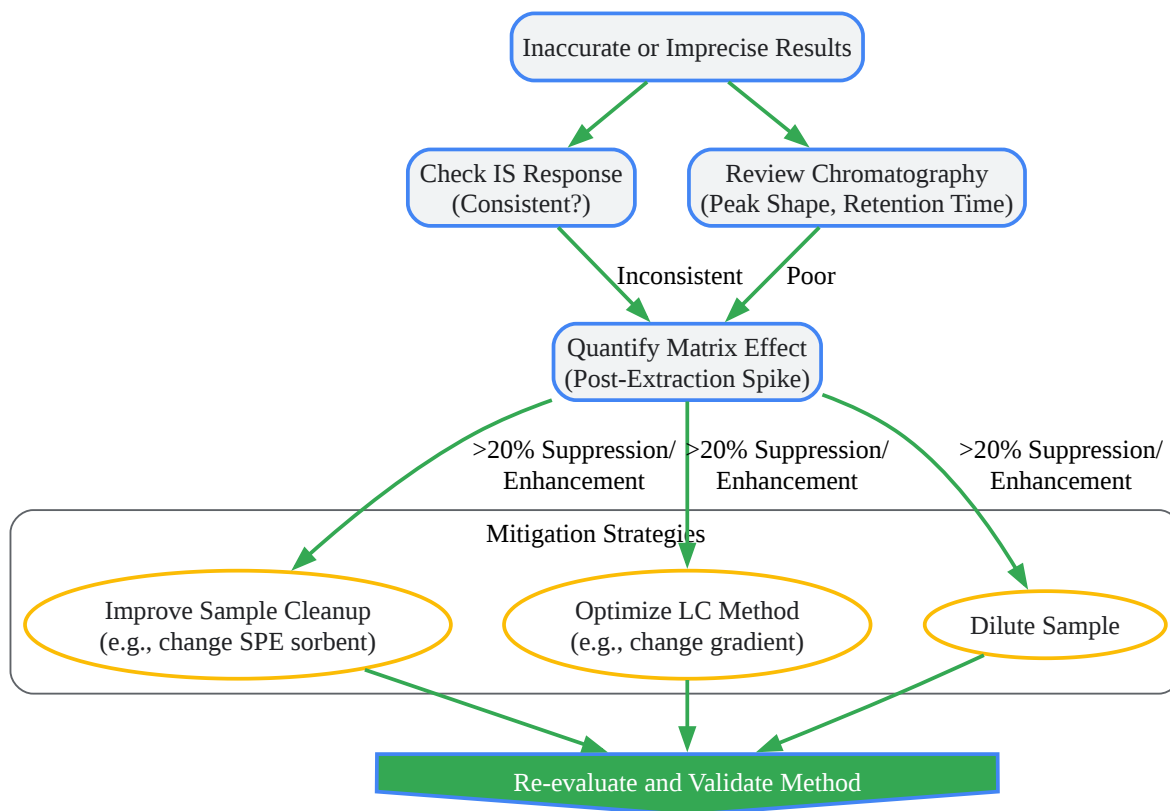 Inaccurate or Imprecise Results
Check IS Response
(Consistent?)
Review Chromatography
(Peak Shape, Retention Time)
Inconsistent
Poor
Quantify Matrix Effect
(Post-Extraction Spike)
>20% Suppression/
Enhancement
>20% Suppression/
Enhancement
>20% Suppression/
Enhancement
Mitigation Strategies
Improve Sample Cleanup
(e.g., change SPE sorbent)
Optimize LC Method
(e.g., change gradient)
Dilute Sample
Re-evaluate and Validate Method